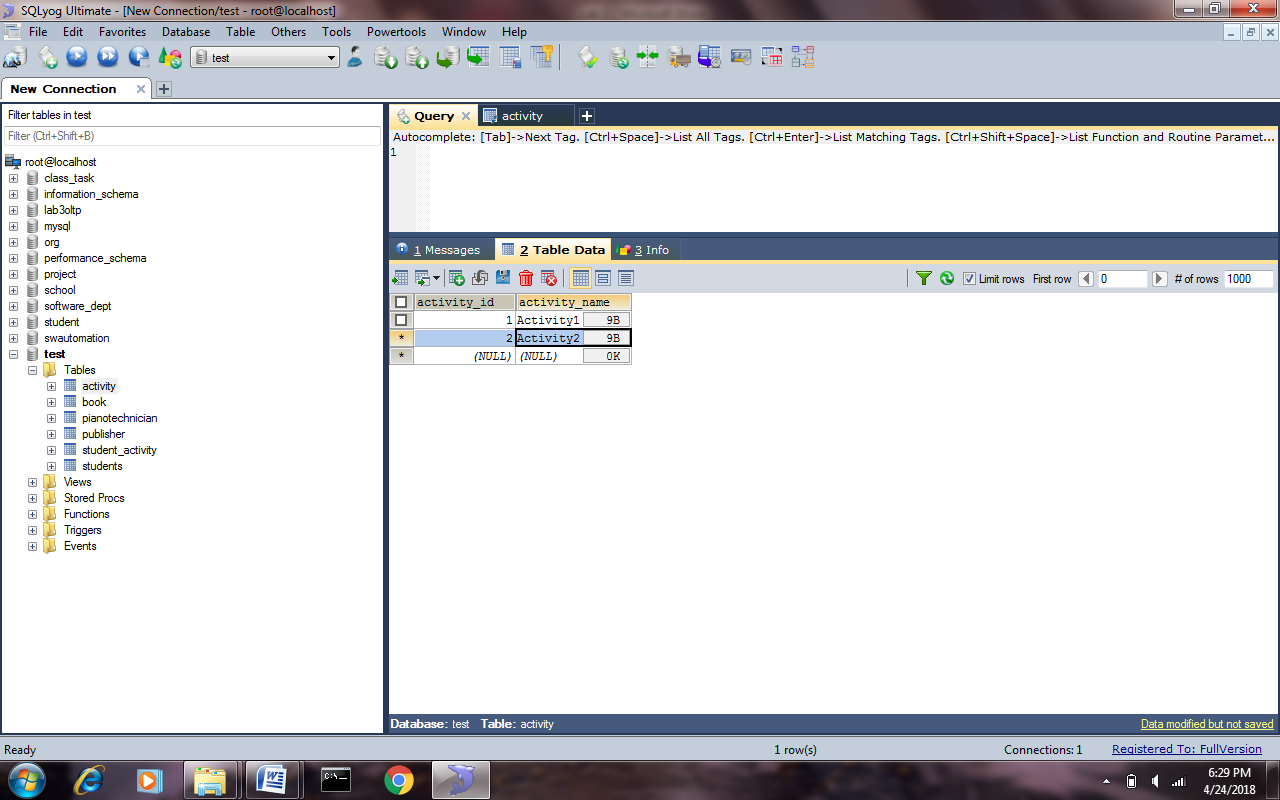 SQLyog Ultimate - [New Connection/test - root@localhost]
File Edit Favorites Database Table Others Tools Powertools Window Help
test
New Connection
Filter tables in test
Filter (Ctrl+Shift+B)
root@localhost
class_task
information_schema
lab3oltp
mysql
org
performance_schema
project
school
software_dept
student
swautomation
test
Tables
activity
book
pianotechnician
publisher
student_activity
students
Views
Stored Procs
Functions
Triggers
Events
Query activity
Autocomplete: [Tab]->Next Tag. [Ctrl+Space]->List All Tags. [Ctrl+Enter]->List Matching Tags. [Ctrl+Shift+Space]->List Function and Routine Paramet...
1
1 Messages 2 Table Data 3 Info
Limit rows First row 0 # of rows 1000
activity_id activity_name
1 Activity1 9B
* 2 Activity2 9B
* (NULL) (NULL) 0K
Database: test Table: activity Data modified but not saved
Ready 1 row(s) Connections: 1 Registered To: FullVersion
C:\
6:29 PM
4/24/2018